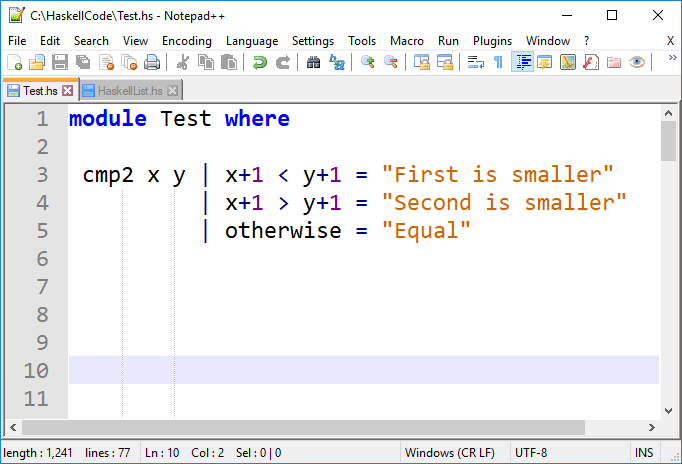 C:\HaskellCode\Test.hs - Notepad++
File Edit Search View Encoding Language Settings Tools Macro Run Plugins Window ? X
Test.hs HaskellList.hs
1 module Test where
2
3 cmp2 x y | x+1 < y+1 = "First is smaller"
4 | x+1 > y+1 = "Second is smaller"
5 | otherwise = "Equal"
6
7
8
9
10
11
length : 1,241 lines : 77 Ln : 10 Col : 2 Sel : 0 | 0 Windows (CR LF) UTF-8 INS